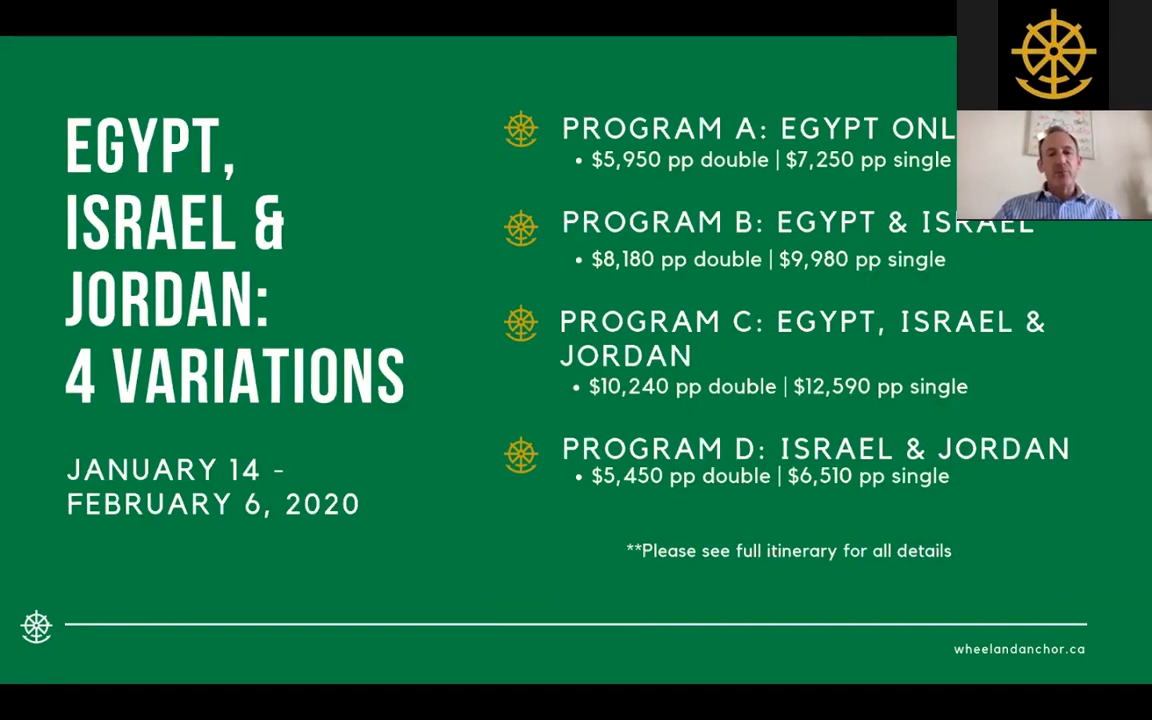 EGYPT,
ISRAEL &
JORDAN:
4 VARIATIONS
JANUARY 14 -
FEBRUARY 6, 2020
PROGRAM A: EGYPT ONL
• $5,950 pp double | $7,250 pp single
PROGRAM B: EGYPT & ISRAEL
• $8,180 pp double | $9,980 pp single
PROGRAM C: EGYPT, ISRAEL &
JORDAN
• $10,240 pp double | $12,590 pp single
PROGRAM D: ISRAEL & JORDAN
• $5,450 pp double | $6,510 pp single
**Please see full itinerary for all details
wheelandanchor.ca